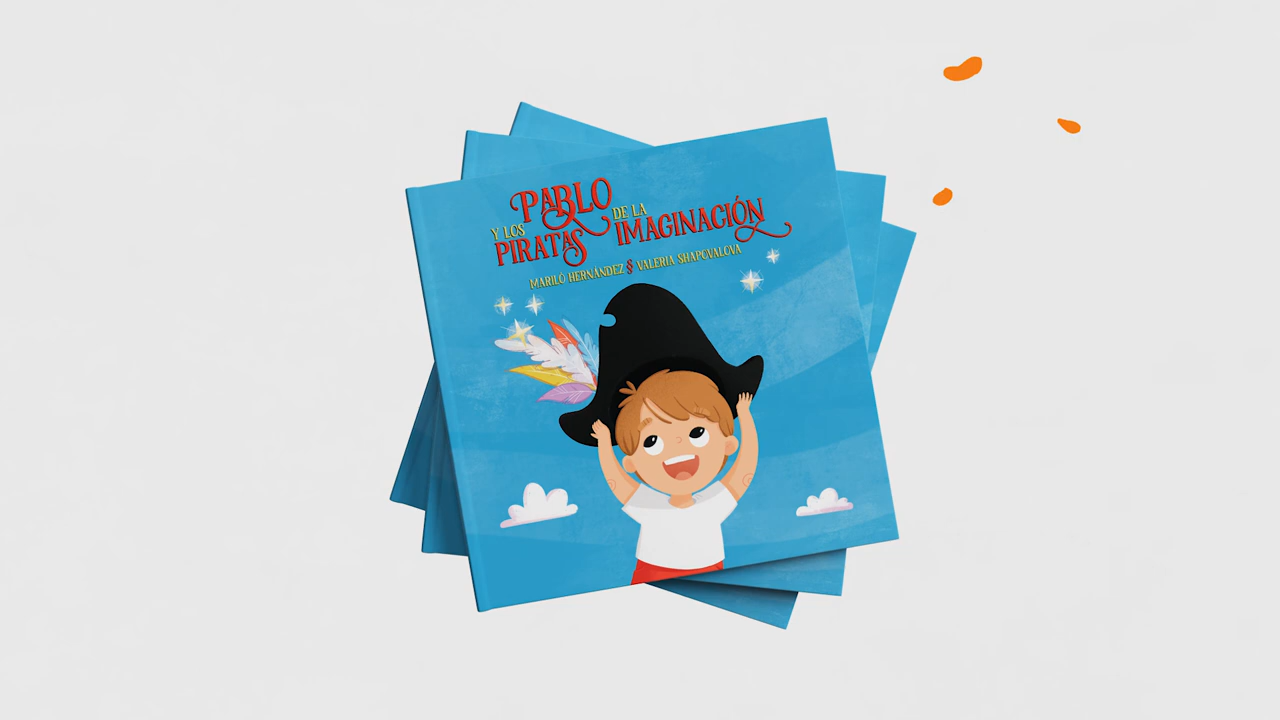 PABLO
Y LOS PIRATAS
DE LA IMAGINACIÓN
MARILÓ HERNÁNDEZ § VALERIA SHAPOVALOVA